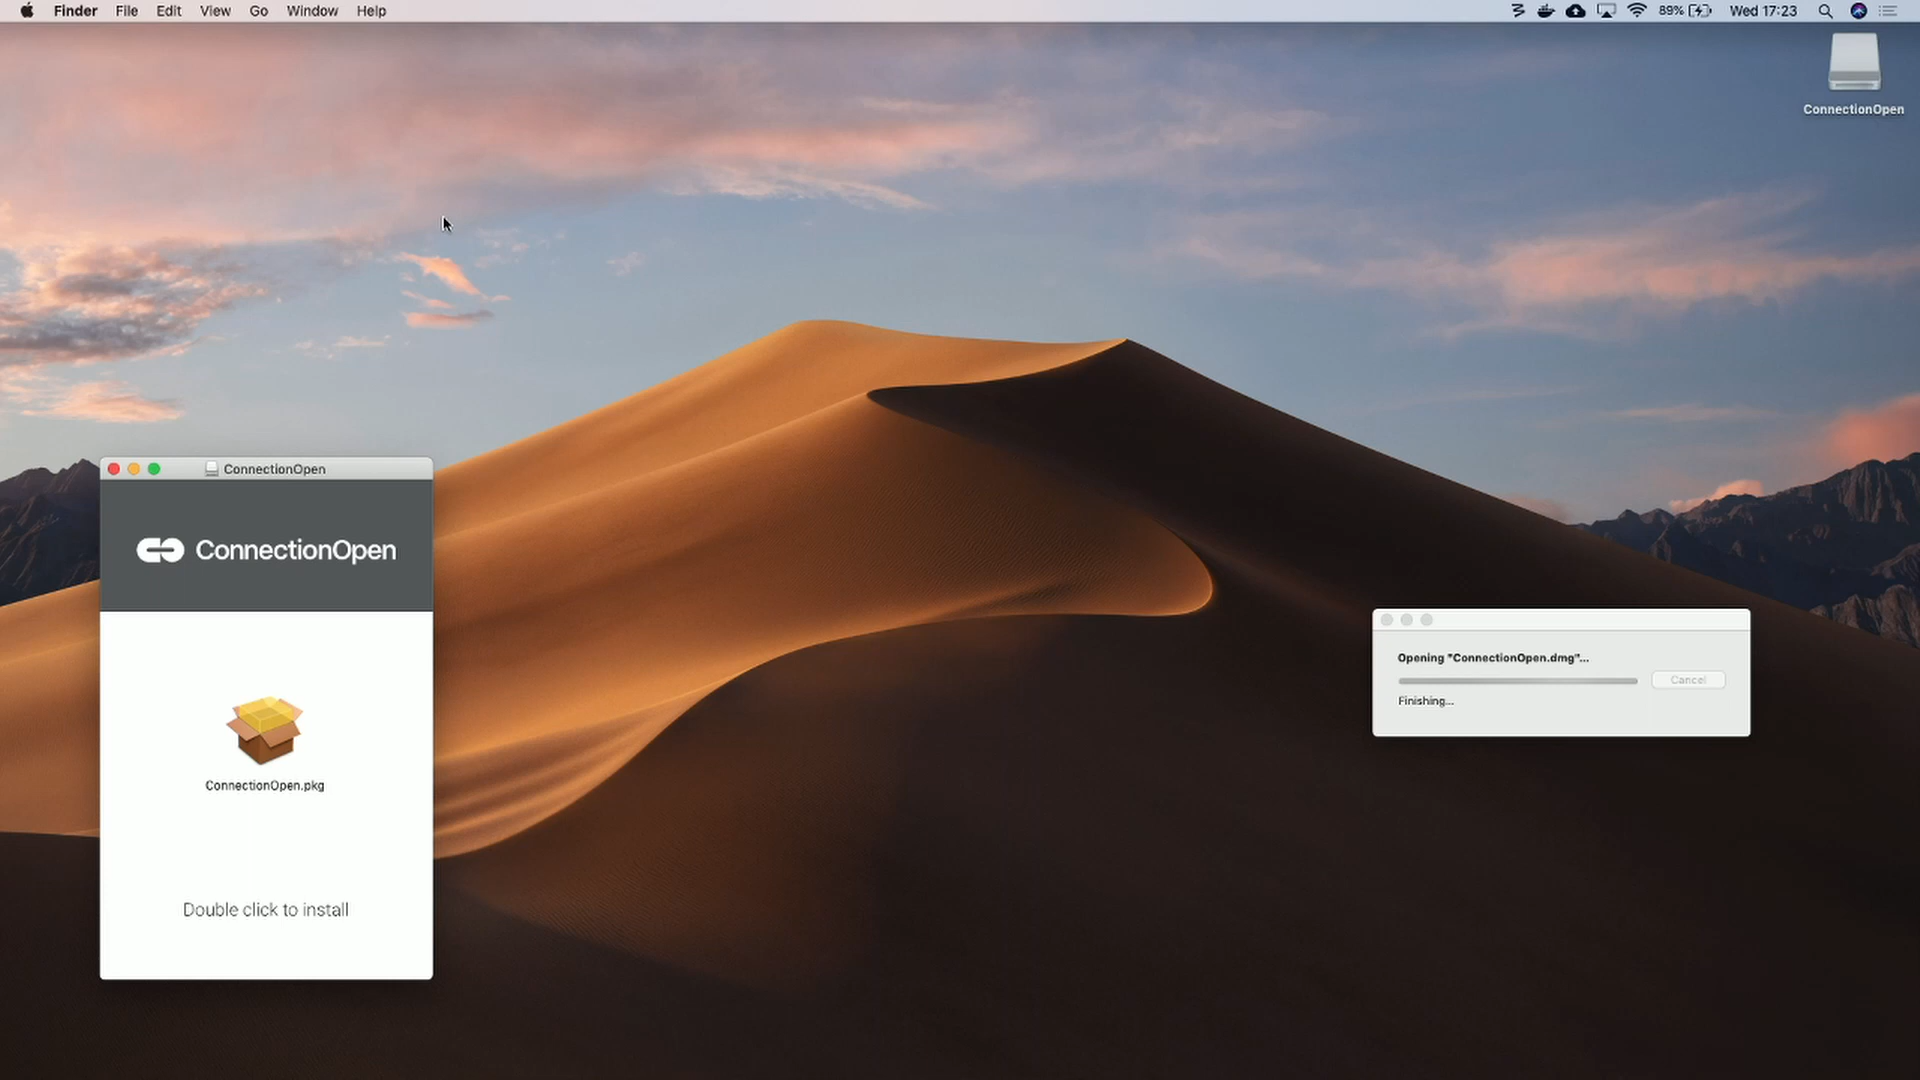 Finder File Edit View Go Window Help
89% Wed 17:23
ConnectionOpen
ConnectionOpen
ConnectionOpen
ConnectionOpen.pkg
Double click to install
Opening "ConnectionOpen.dmg"...
Cancel
Finishing...